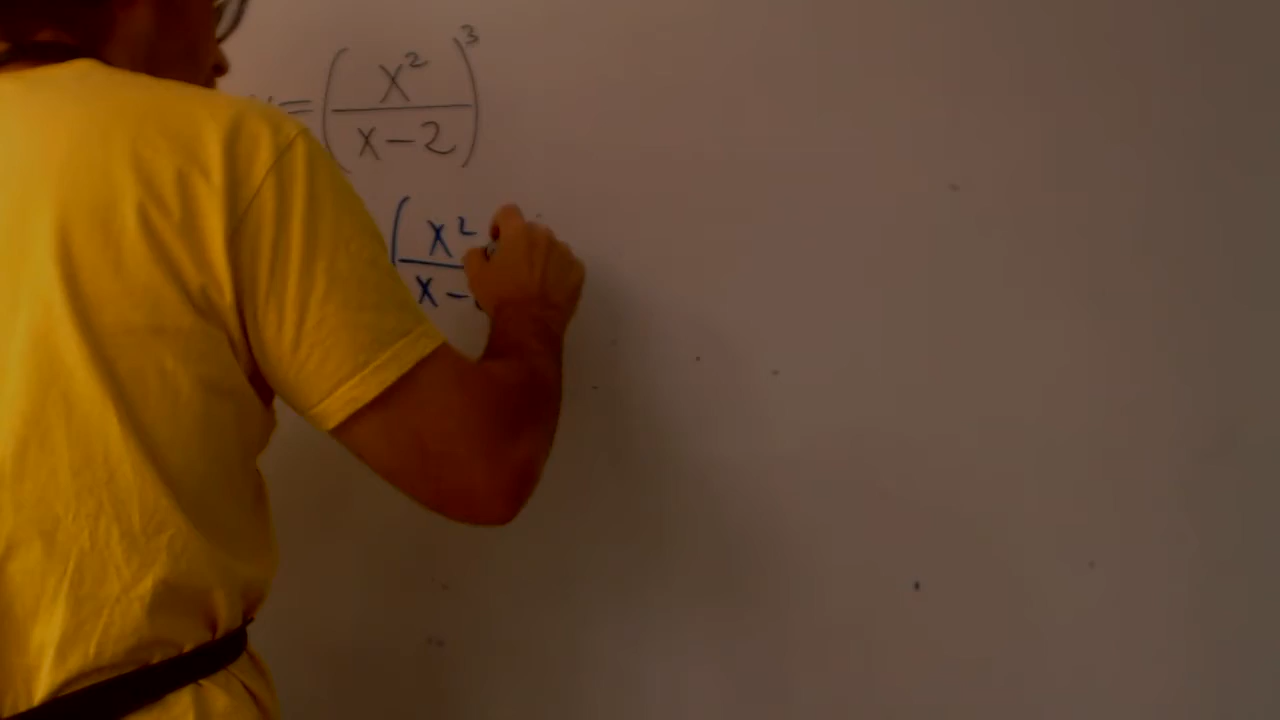 = (x²/(x-2))³
(x²/x-